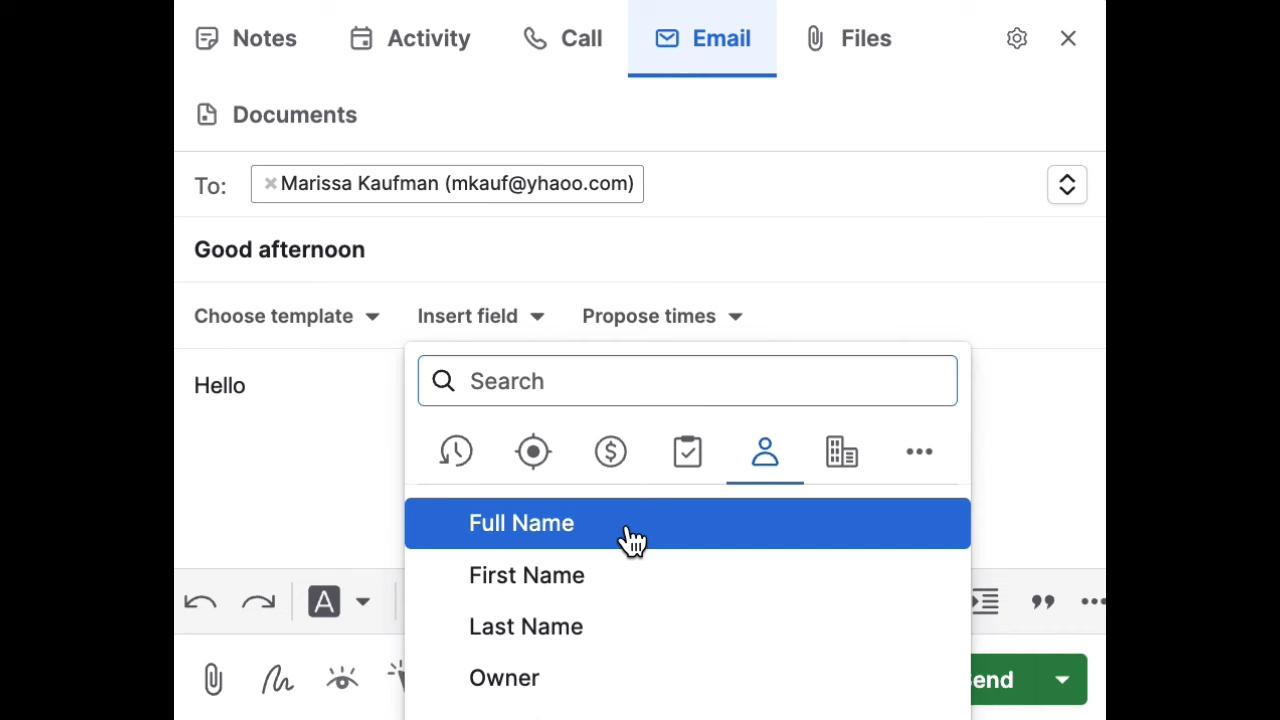 Notes Activity Call Email Files
Documents
To: Marissa Kaufman (mkauf@yhaoo.com)
Good afternoon
Choose template Insert field Propose times
Search
Hello
Full Name
First Name
Last Name
Owner